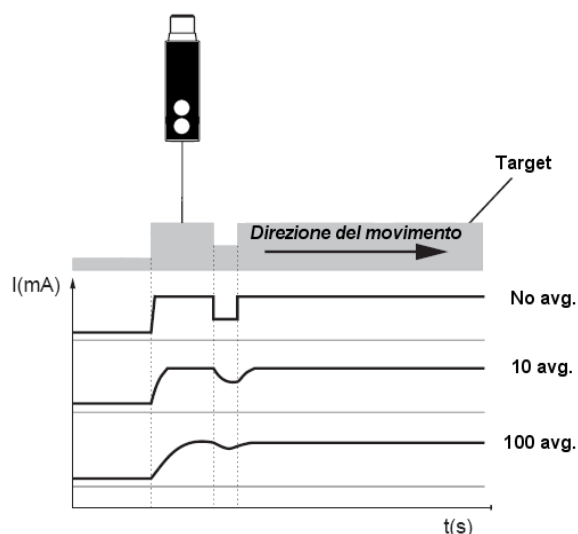 Target
Direzione del movimento
I(mA)
No avg.
10 avg.
100 avg.
t(s)